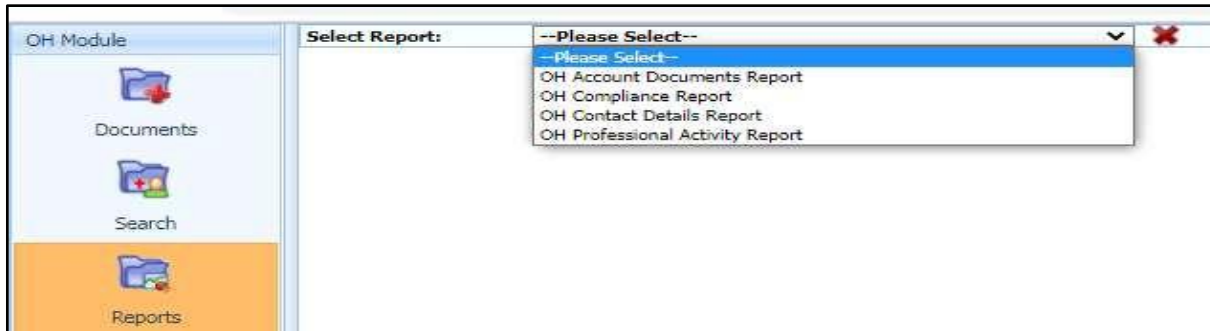 OH Module
Documents
Search
Reports
Select Report:
--Please Select--
--Please Select--
OH Account Documents Report
OH Compliance Report
OH Contact Details Report
OH Professional Activity Report